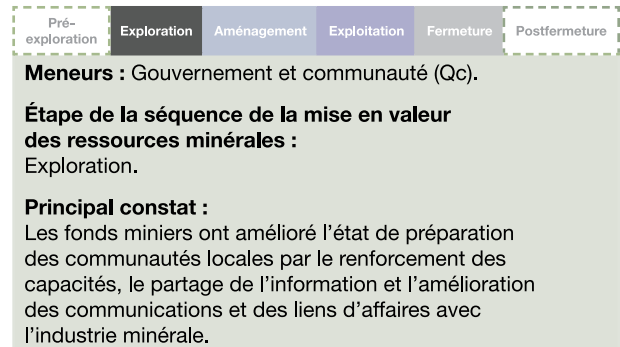 Pré-
exploration
Exploration
Aménagement
Exploitation
Fermeture
Postfermeture
Meneurs : Gouvernement et communauté (Qc).
Étape de la séquence de la mise en valeur
des ressources minérales :
Exploration.
Principal constat :
Les fonds miniers ont amélioré l'état de préparation
des communautés locales par le renforcement des
capacités, le partage de l'information et l'amélioration
des communications et des liens d'affaires avec
l'industrie minérale.